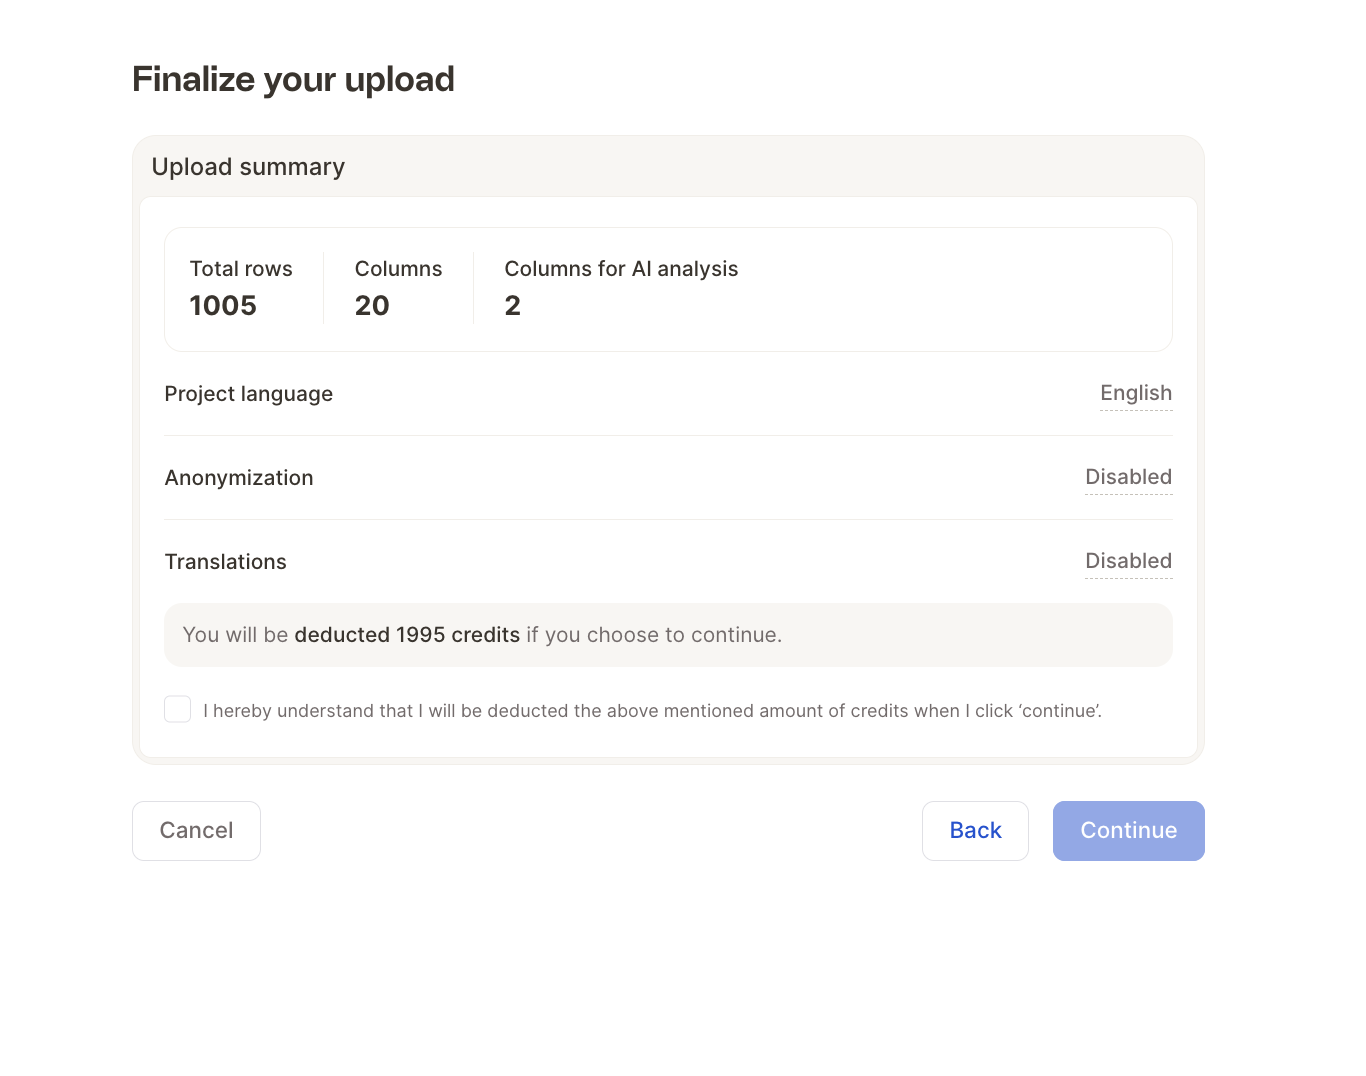 Finalize your upload
Upload summary
Total rows
1005
Columns
20
Columns for AI analysis
2
Project language
English
Anonymization
Disabled
Translations
Disabled
You will be deducted 1995 credits if you choose to continue.
I hereby understand that I will be deducted the above mentioned amount of credits when I click ‘continue’.
Cancel
Back
Continue